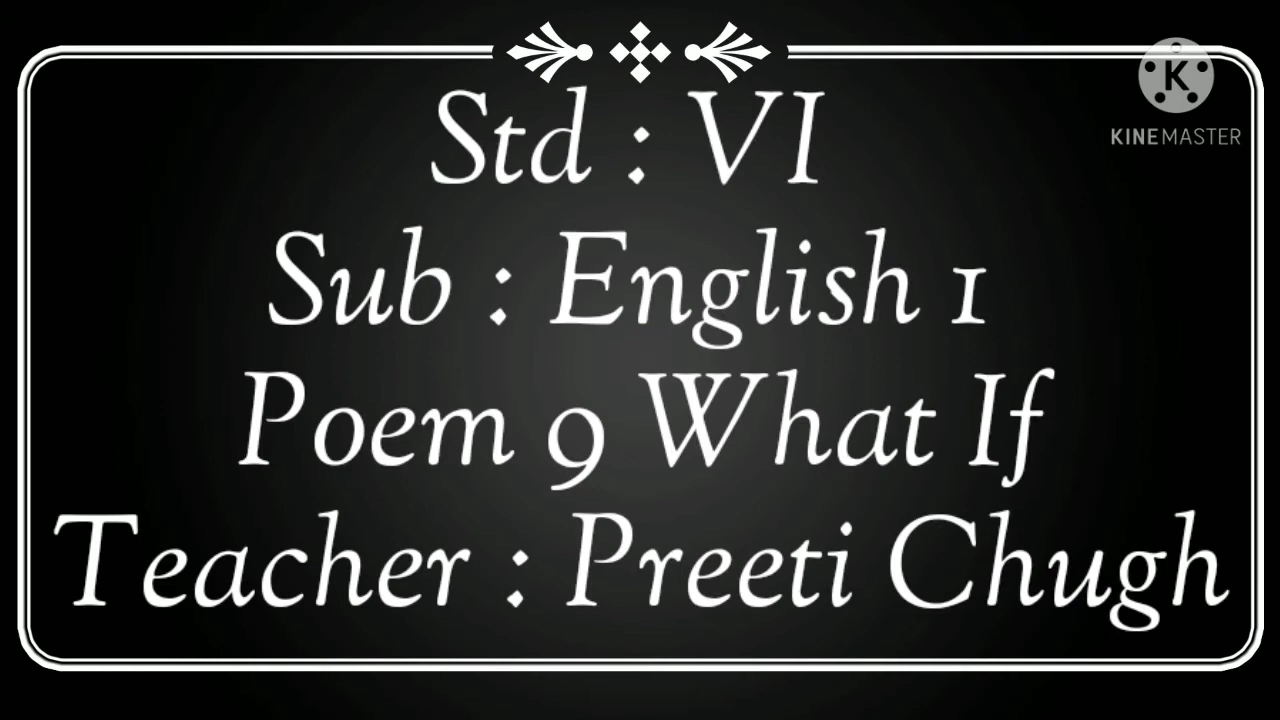 Std : VI
K
KINEMASTER
Sub : English 1
Poem 9 What If
Teacher : Preeti Chugh